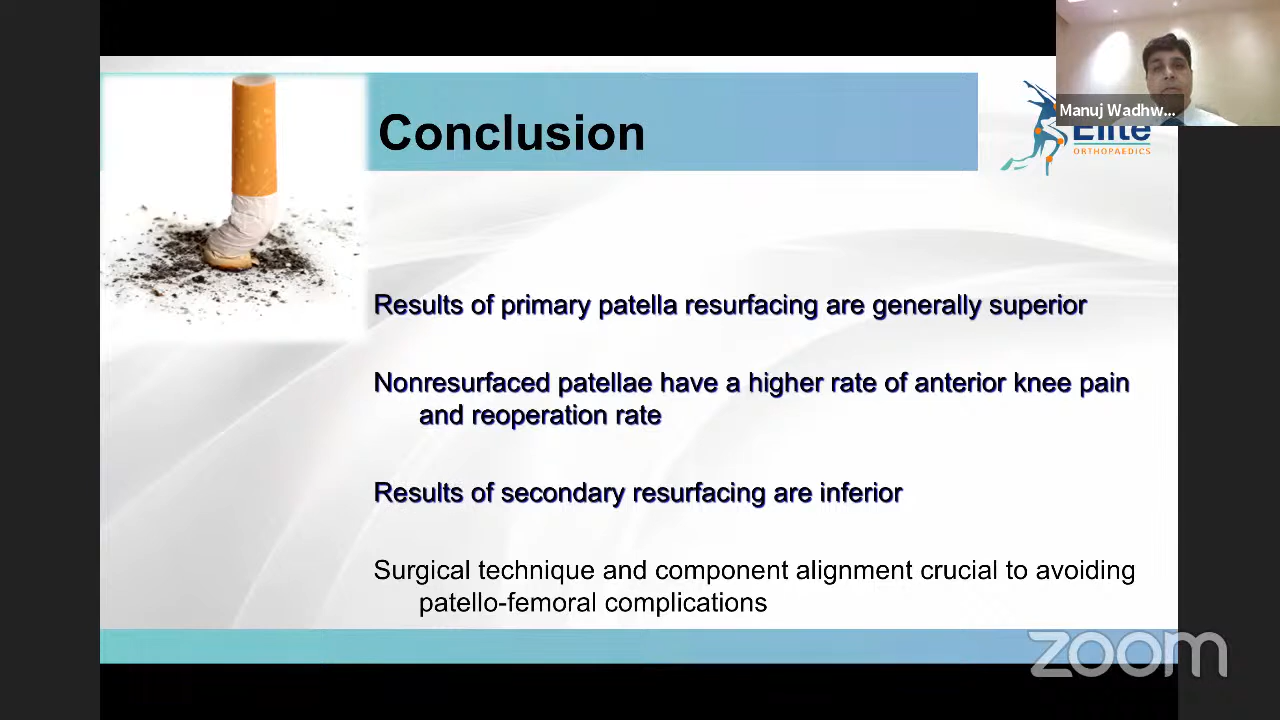 Conclusion
Manuj Wadhw...
Elite
ORTHOPAEDICS
Results of primary patella resurfacing are generally superior
Nonresurfaced patellae have a higher rate of anterior knee pain
and reoperation rate
Results of secondary resurfacing are inferior
Surgical technique and component alignment crucial to avoiding
patello-femoral complications
zoom